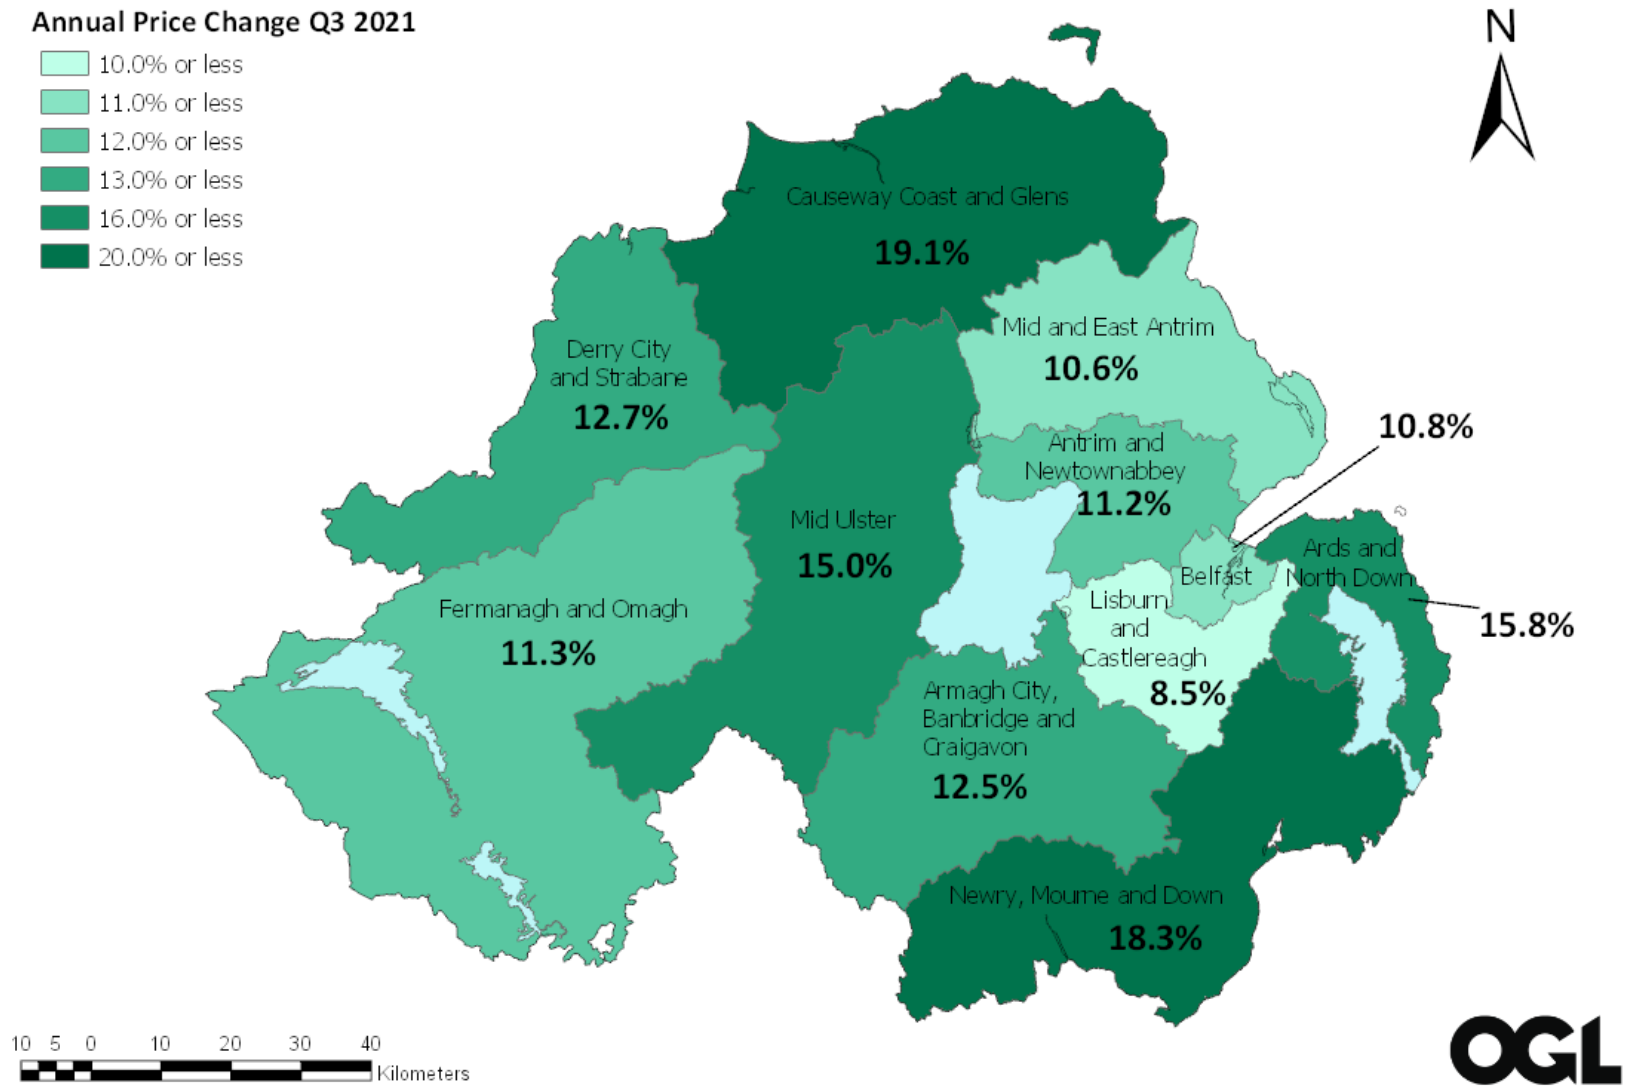 Annual Price Change Q3 2021
10.0% or less
11.0% or less
12.0% or less
13.0% or less
16.0% or less
20.0% or less
N
Causeway Coast and Glens
19.1%
Mid and East Antrim
10.6%
Derry City
and Strabane
12.7%
10.8%
Antrim and
Newtownabbey
11.2%
Mid Ulster
15.0%
Ards and
North Down
15.8%
Belfast
Fermanagh and Omagh
11.3%
Lisburn
and
Castlereagh
8.5%
Armagh City,
Banbridge and
Craigavon
12.5%
Newry, Mourne and Down
18.3%
10 5 0 10 20 30 40
Kilometers
OGL